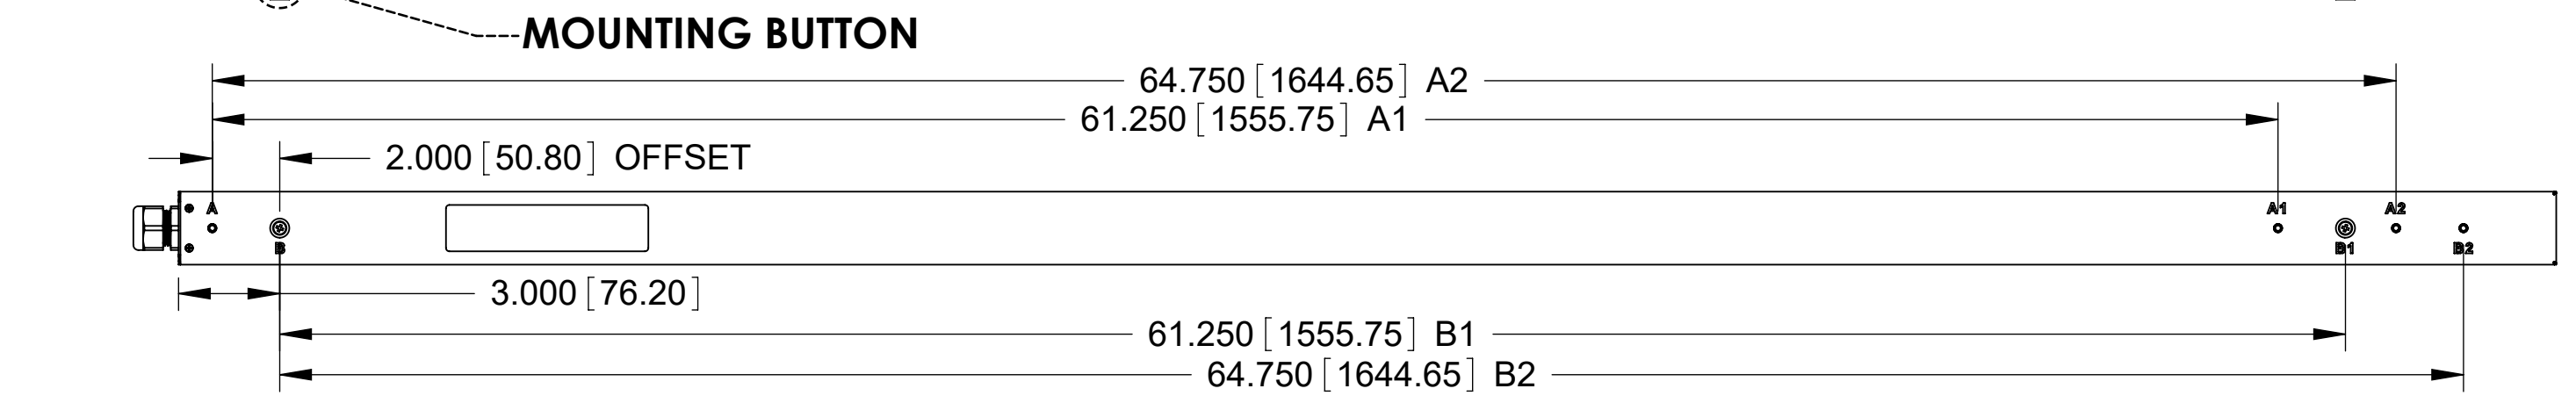 MOUNTING BUTTON
64.750 [1644.65] A2
61.250 [1555.75] A1
2.000 [50.80] OFFSET
A
A1
A2
B
B1
B2
3.000 [76.20]
61.250 [1555.75] B1
64.750 [1644.65] B2